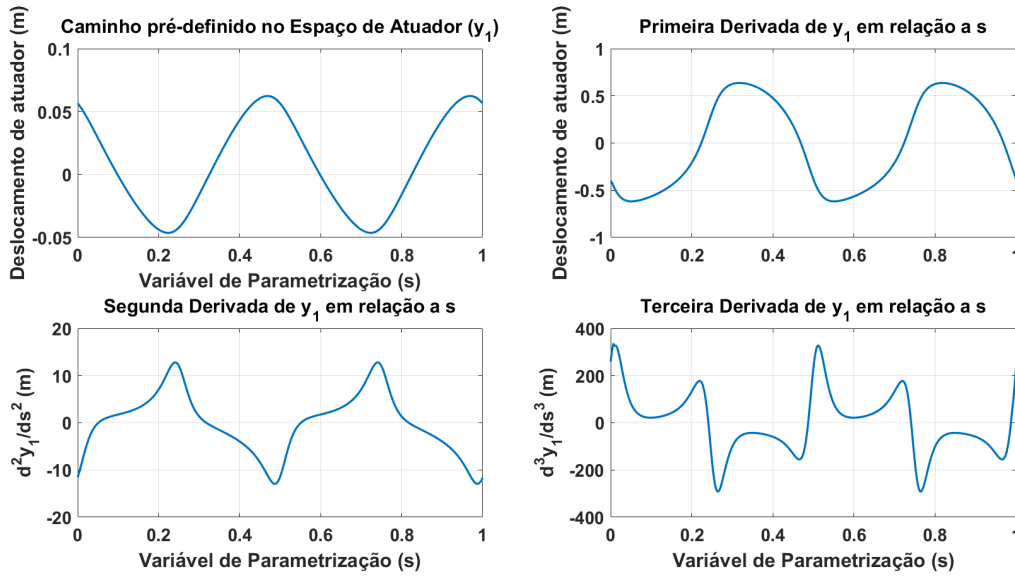 Caminho pré-definido no Espaço de Atuador (y1)
Deslocamento de atuador (m)
0.1
0.05
0
-0.05
0 0.2 0.4 0.6 0.8 1
Variável de Parametrização (s)
Primeira Derivada de y1 em relação a s
Deslocamento de atuador (m)
1
0.5
0
-0.5
-1
0 0.2 0.4 0.6 0.8 1
Segunda Derivada de y1 em relação a s
d2y1/ds2 (m)
20
10
0
-10
-20
0 0.2 0.4 0.6 0.8 1
Variável de Parametrização (s)
Terceira Derivada de y1 em relação a s
d3y1/ds3 (m)
400
200
0
-200
-400
0 0.2 0.4 0.6 0.8 1
Variável de Parametrização (s)